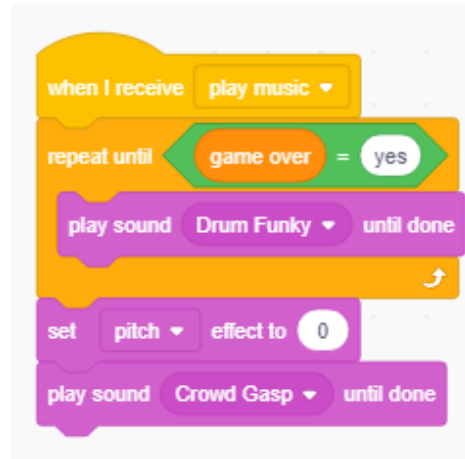 when I receive play music
repeat until game over = yes
play sound Drum Funky until done
set pitch effect to 0
play sound Crowd Gasp until done